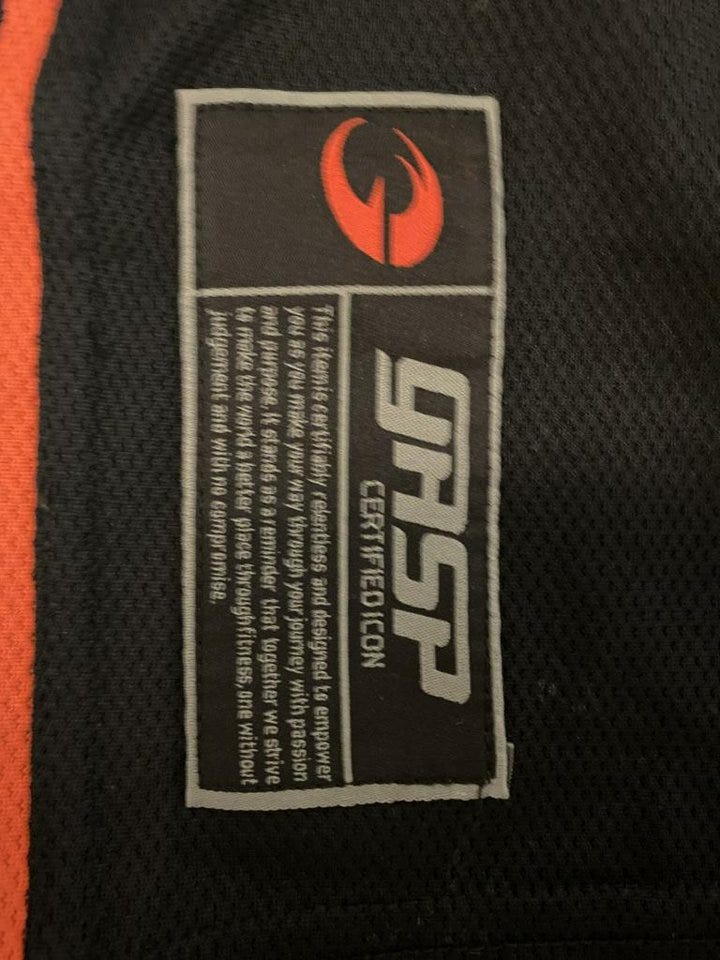 gASP
CERTIFIED ICON
This item is certifiably relentless and designed to empower
you as you make your way through your journey with passion
and purpose. It stands as a reminder that together we strive
to make the world a better place through fitness, one without
judgement and with no compromise.